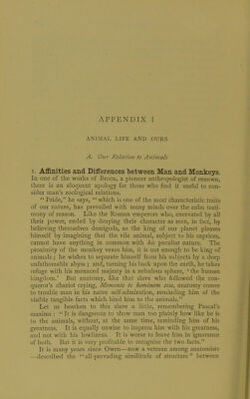 APPENDIX I
ANIMAL LIFE AND OURS
A. Our Relation to Animals
1. Affinities and Differences between Man and Monkeys.
In one of the works of Broca, a pioneer anthropologist of renown,
there is an eloquent apology for those who find it useful to con-
sider man's zoological relations.
"Pride," he says, "which is one of the most characteristic traits
of our nature, has prevailed with many minds over the calm testi-
mony of reason. Like the Roman emperors who, enervated by all
their power, ended by denying their character as men, in fact, by
believing themselves demigods, so the king of our planet pleases
himself by imagining that the vile animal, subject to his caprices,
cannot have anything in common with his peculiar nature. The
proximity of the monkey vexes him, it is not enough to be king of
animals; he wishes to separate himself from his subjects by a deep
unfathomable abyss; and, turning his back upon the earth, he takes
refuge with his menaced majesty in a nebulous sphere, 'the human
kingdom.' But anatomy, like that slave who followed the con-
queror's chariot crying, Memento te hominem esse, anatomy comes
to trouble man in his naive self-admiration, reminding him of the
visible tangible facts which bind him to the animals."
Let us hearken to this slave a little, remembering Pascal's
maxim: "It is dangerous to show man too plainly how like he is
to the animals, without, at the same time, reminding him of his
greatness. It is equally unwise to impress him with his greatness,
and not with his lowliness. It is worse to leave him in ignorance
of both. But it is very profitable to recognise the two facts."
It is many years since Owen—now a veteran among anatomists
—described the "all-pervading similitude of structure" between